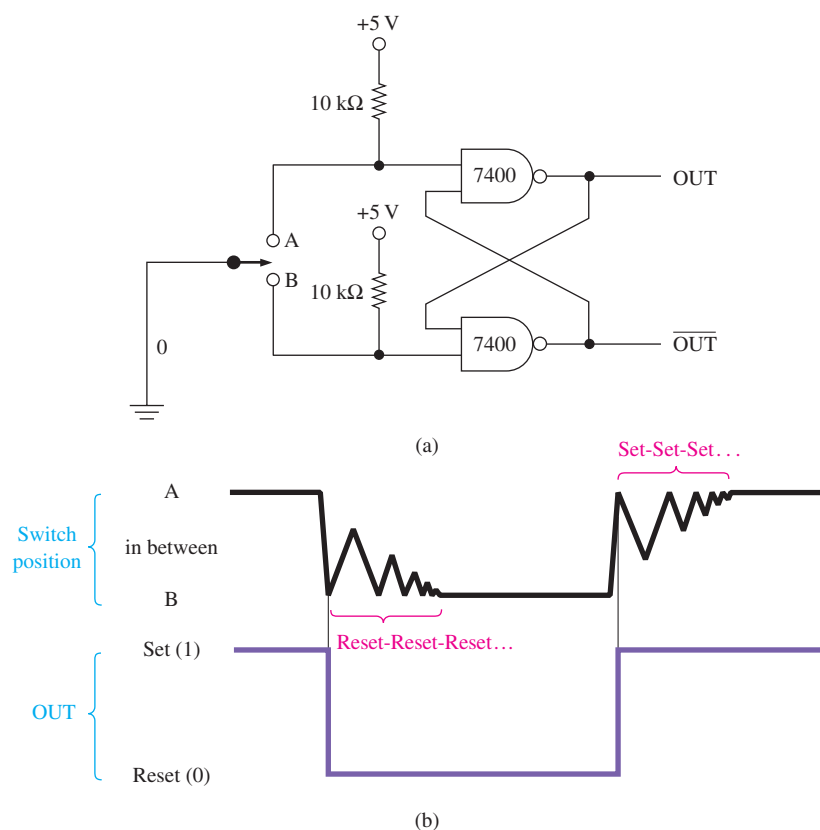 +5 V
10 kΩ
7400
OUT
+5 V
A
B
10 kΩ
0
7400
O̅U̅T̅
(a)
Set-Set-Set...
A
Switch position
in between
B
Reset-Reset-Reset...
Set (1)
OUT
Reset (0)
(b)